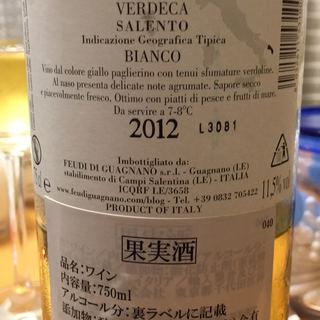 VERDECA
SALENTO
Indicazione Geografica Tipica
BIANCO
Vino dal colore giallo paglierino con tenui sfumature verdoline.
Al naso presenta delicate note agrumate. Sapore secco
e piacevolmente fresco. Ottimo con piatti di pesce e frutti di mare.
Da servire a 7-8°C
2012 L3081
Imbottigliato da:
FEUDI DI GUAGNANO s.r.l. - Guagnano (LE)
stabilimento di Campi Salentina (LE) - ITALIA
ICQRF LE/3658
www.feudiguagnano.com/blog - Tel. +39 0832 705422
PRODUCT OF ITALY
11,5% vol
040
果実酒
品名:ワイン
内容量:750ml
アルコール分:裏ラベルに記載
添加物: